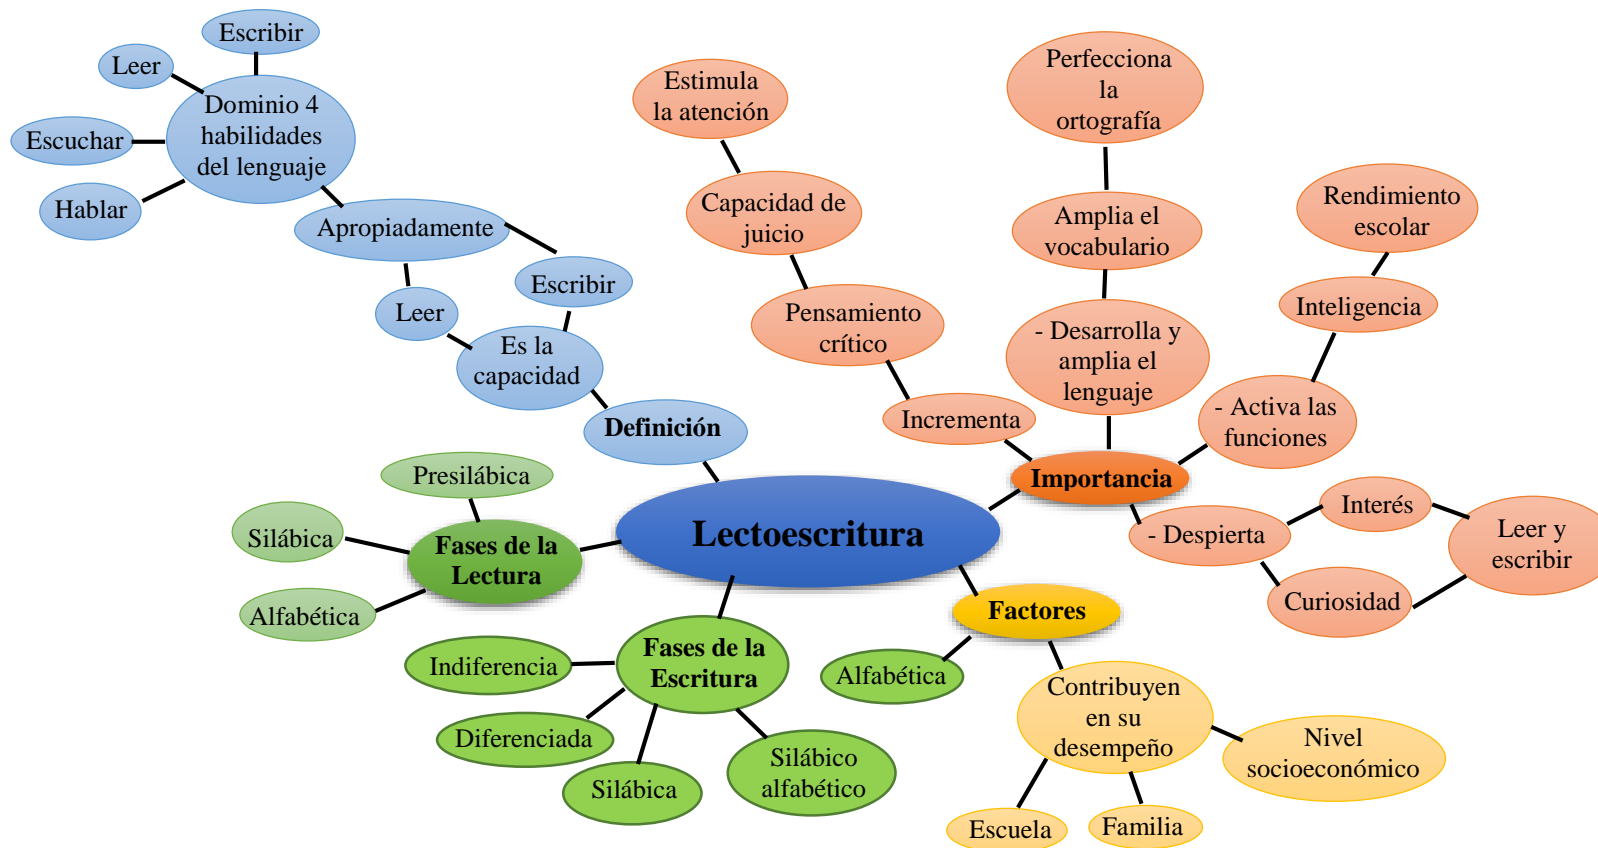 Escribir
Leer
Dominio 4
habilidades
del lenguaje
Escuchar
Hablar
Apropiadamente
Escribir
Leer
Es la
capacidad
Definición
Estimula
la atención
Capacidad de
juicio
Pensamiento
crítico
Incrementa
Perfecciona
la
ortografía
Amplia el
vocabulario
- Desarrolla y
amplia el
lenguaje
Rendimiento
escolar
Inteligencia
- Activa las
funciones
Importancia
- Despierta
Interés
Curiosidad
Leer y
escribir
Lectoescritura
Presilábica
Silábica
Alfabética
Fases de la
Lectura
Fases de la
Escritura
Indiferencia
Diferenciada
Silábica
Silábico
alfabético
Factores
Alfabética
Contribuyen
en su
desempeño
Nivel
socioeconómico
Escuela
Familia